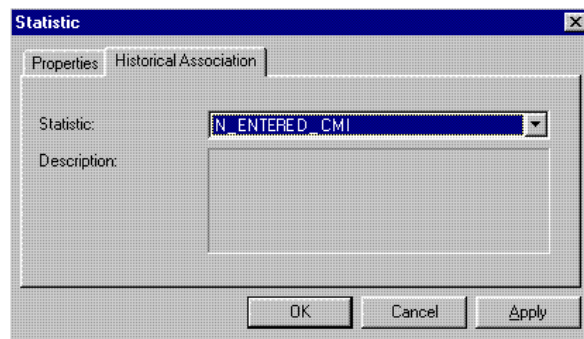 Statistic
Properties Historical Association
Statistic: N_ENTERED_CMI
Description:
OK Cancel Apply